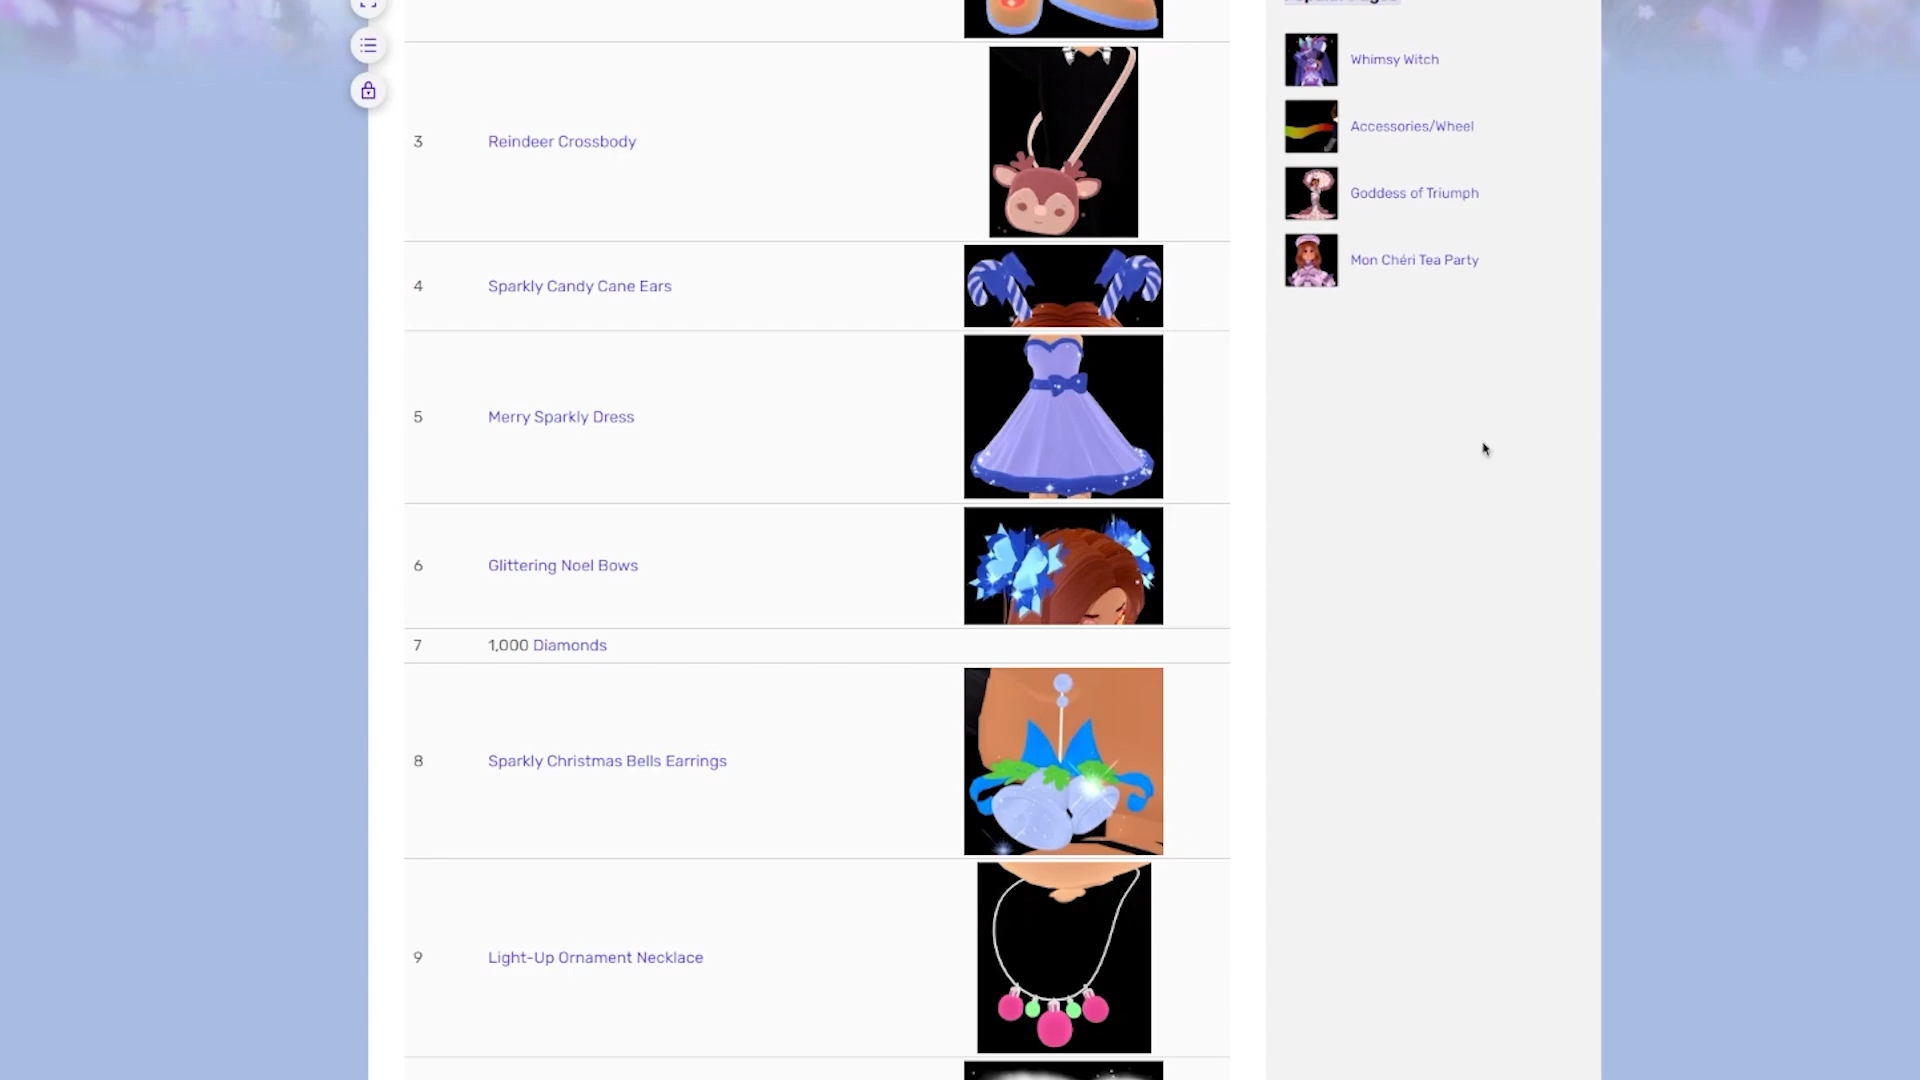 Popular Pages
Whimsy Witch
Accessories/Wheel
Goddess of Triumph
Mon Chéri Tea Party
3 Reindeer Crossbody
4 Sparkly Candy Cane Ears
5 Merry Sparkly Dress
6 Glittering Noel Bows
7 1,000 Diamonds
8 Sparkly Christmas Bells Earrings
9 Light-Up Ornament Necklace